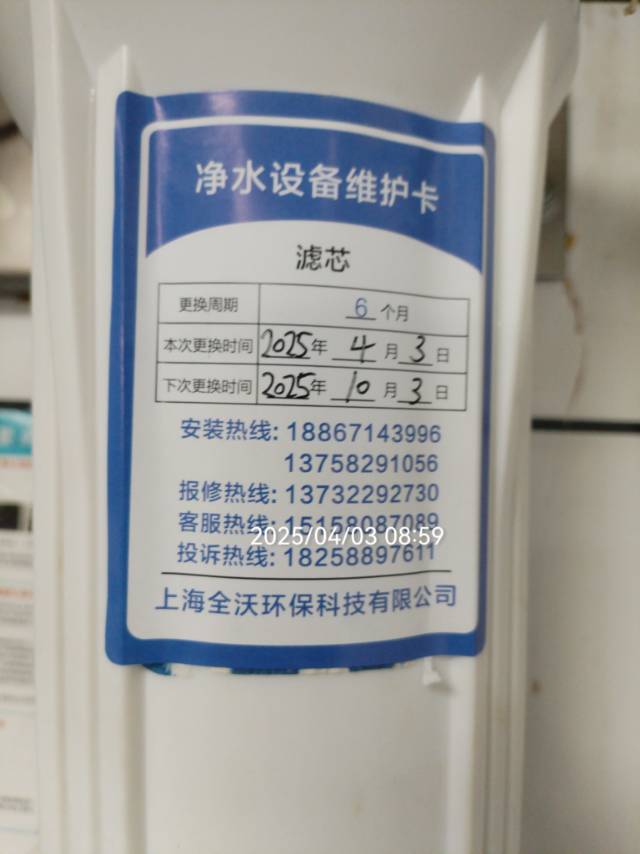 净水设备维护卡
滤芯
更换周期 6 个月
本次更换时间 2025年 4 月 3 日
下次更换时间 2025年 10 月 3 日
安装热线: 18867143996
13758291056
报修热线: 13732292730
客服热线: 15158087089
2025/04/03 08:59
投诉热线: 18258897611
上海全沃环保科技有限公司